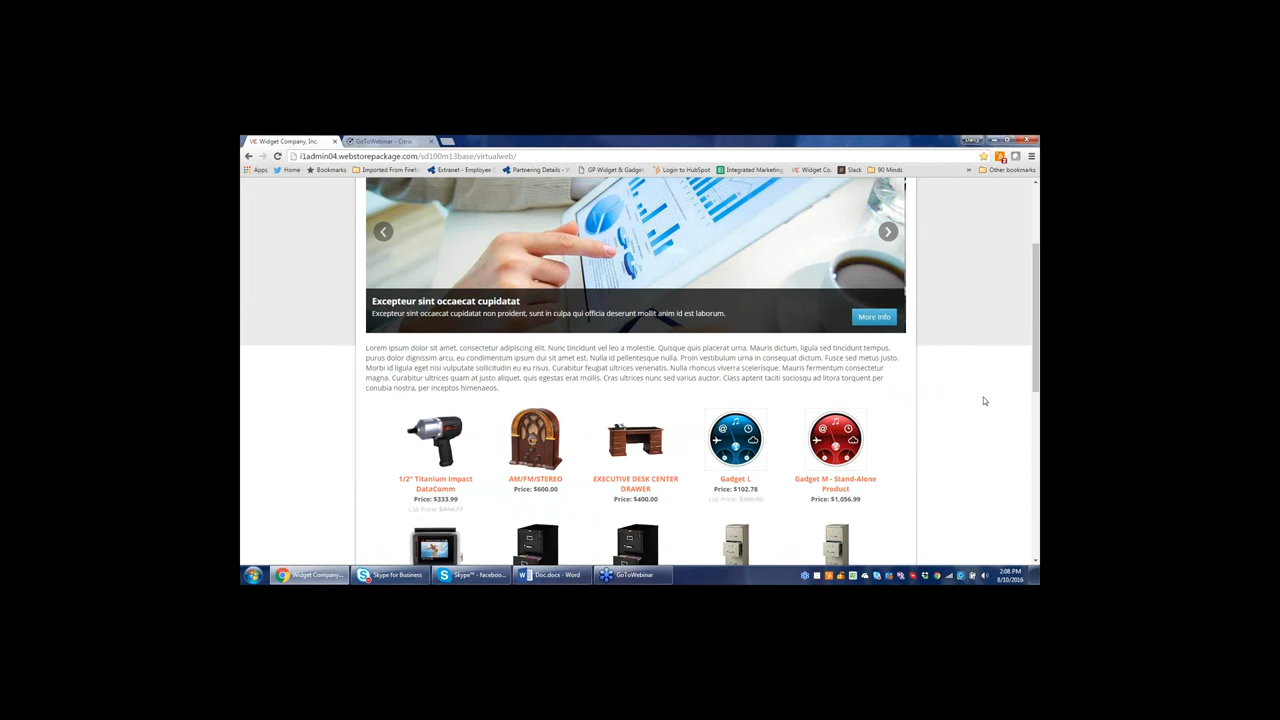 Widget Company, Inc.
GoToWebinar - Citrix
Darcy
i1admin04.webstorepackage.com/sd100m13base/virtualweb/
Apps
Home
Bookmarks
Imported From Firef
Extranet - Employee
Partnering Details - V
GP Widget & Gadget
Login to HubSpot
Integrated Marketing
Widget Co.
Slack
90 Minds
»
Other bookmarks
Excepteur sint occaecat cupidatat
Excepteur sint occaecat cupidatat non proident, sunt in culpa qui officia deserunt mollit anim id est laborum.
More Info
Lorem ipsum dolor sit amet, consectetur adipiscing elit. Nunc tincidunt vel leo a molestie. Quisque quis placerat urna. Mauris dictum, ligula sed tincidunt tempus,
purus dolor dignissim arcu, eu condimentum ipsum dui sit amet est. Nulla id pellentesque nulla. Proin vestibulum urna in consequat dictum. Fusce sed metus justo.
Morbi id ligula eget nisi vulputate sollicitudin eu eu risus. Curabitur feugiat ultrices venenatis. Nulla rhoncus viverra scelerisque. Mauris fermentum consectetur
magna. Curabitur ultrices quam at justo aliquet, quis egestas erat mollis. Cras ultrices nunc sed varius auctor. Class aptent taciti sociosqu ad litora torquent per
conubia nostra, per inceptos himenaeos.
1/2" Titanium Impact
DataComm
Price: $333.99
List Price: $444.77
AM/FM/STEREO
Price: $600.00
EXECUTIVE DESK CENTER
DRAWER
Price: $400.00
Gadget L
Price: $102.78
List Price:
Gadget M - Stand-Alone
Product
Price: $1,056.99
Widget Company...
Skype for Business
Skype™ - faceboo...
Doc.docx - Word
GoToWebinar
2:08 PM
8/10/2016